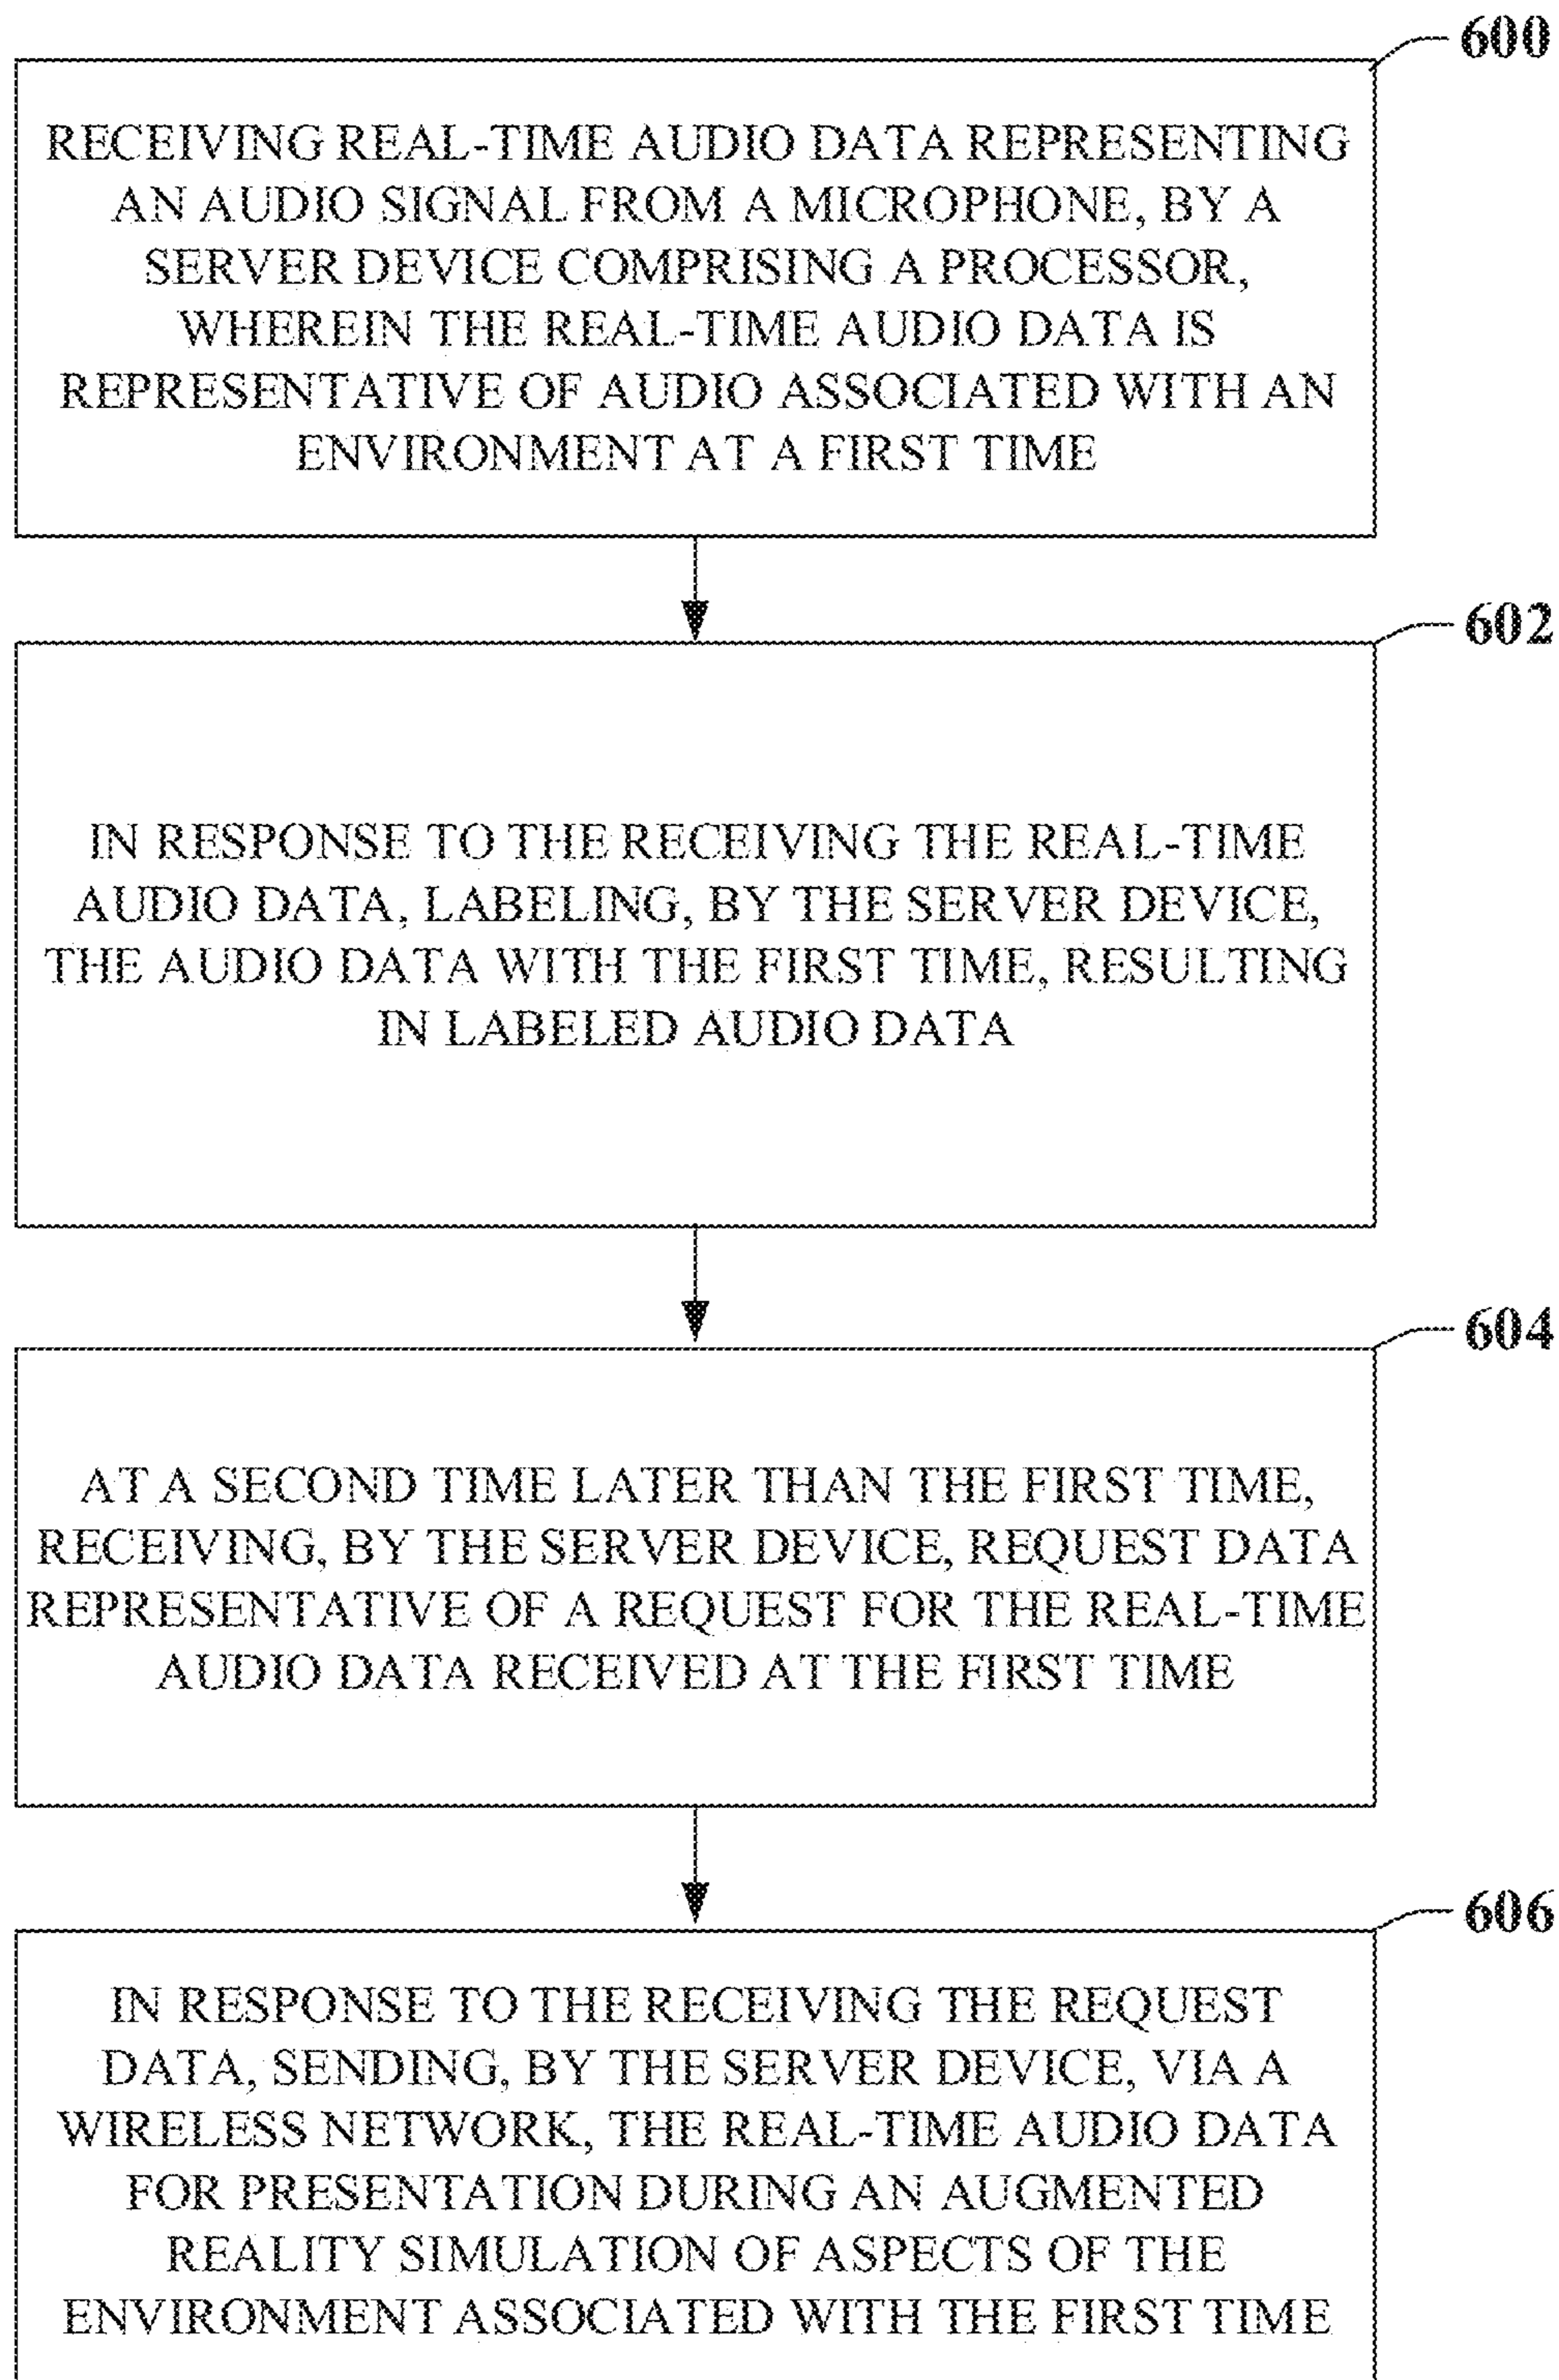 600
RECEIVING REAL-TIME AUDIO DATA REPRESENTING
AN AUDIO SIGNAL FROM A MICROPHONE, BY A
SERVER DEVICE COMPRISING A PROCESSOR,
WHEREIN THE REAL-TIME AUDIO DATA IS
REPRESENTATIVE OF AUDIO ASSOCIATED WITH AN
ENVIRONMENT AT A FIRST TIME
602
IN RESPONSE TO THE RECEIVING THE REAL-TIME
AUDIO DATA, LABELING, BY THE SERVER DEVICE,
THE AUDIO DATA WITH THE FIRST TIME, RESULTING
IN LABELED AUDIO DATA
604
AT A SECOND TIME LATER THAN THE FIRST TIME,
RECEIVING, BY THE SERVER DEVICE, REQUEST DATA
REPRESENTATIVE OF A REQUEST FOR THE REAL-TIME
AUDIO DATA RECEIVED AT THE FIRST TIME
606
IN RESPONSE TO THE RECEIVING THE REQUEST
DATA, SENDING, BY THE SERVER DEVICE, VIA A
WIRELESS NETWORK, THE REAL-TIME AUDIO DATA
FOR PRESENTATION DURING AN AUGMENTED
REALITY SIMULATION OF ASPECTS OF THE
ENVIRONMENT ASSOCIATED WITH THE FIRST TIME